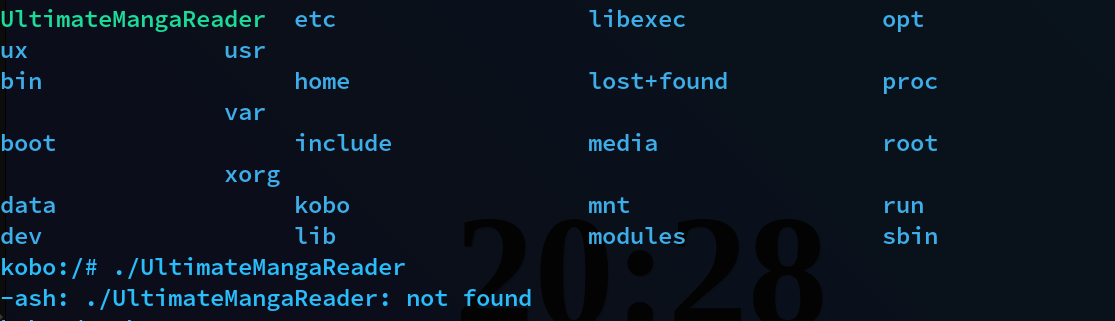 UltimateMangaReader  etc                  libexec              opt
ux              usr
bin                  home                 lost+found           proc
                var
boot                 include              media                root
                xorg
data                 kobo                 mnt                  run
dev                  lib                  modules              sbin
kobo:/# ./UltimateMangaReader
-ash: ./UltimateMangaReader: not found
20:28